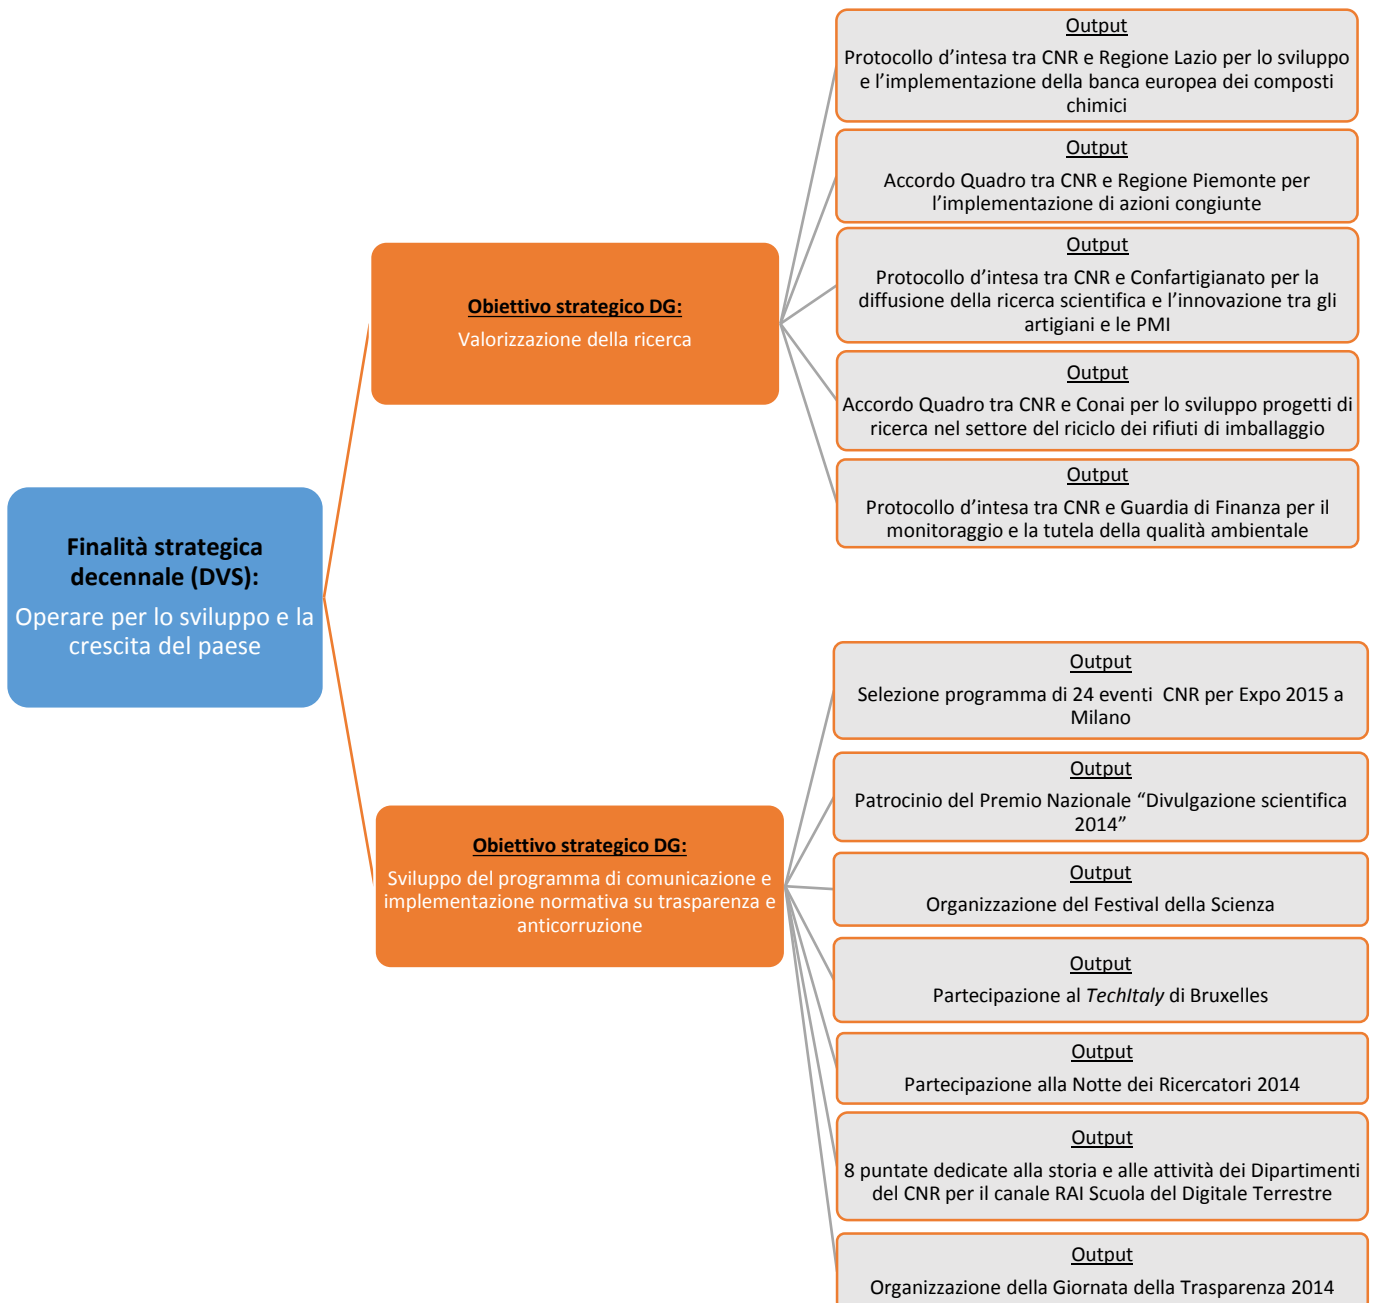 Finalità strategica
decennale (DVS):
Operare per lo sviluppo e la
crescita del paese
Obiettivo strategico DG:
Valorizzazione della ricerca
Output
Protocollo d'intesa tra CNR e Regione Lazio per lo sviluppo
e l'implementazione della banca europea dei composti
chimici
Output
Accordo Quadro tra CNR e Regione Piemonte per
l'implementazione di azioni congiunte
Output
Protocollo d'intesa tra CNR e Confartigianato per la
diffusione della ricerca scientifica e l'innovazione tra gli
artigiani e le PMI
Output
Accordo Quadro tra CNR e Conai per lo sviluppo progetti di
ricerca nel settore del riciclo dei rifiuti di imballaggio
Output
Protocollo d'intesa tra CNR e Guardia di Finanza per il
monitoraggio e la tutela della qualità ambientale
Obiettivo strategico DG:
Sviluppo del programma di comunicazione e
implementazione normativa su trasparenza e
anticorruzione
Output
Selezione programma di 24 eventi  CNR per Expo 2015 a
Milano
Output
Patrocinio del Premio Nazionale “Divulgazione scientifica
2014”
Output
Organizzazione del Festival della Scienza
Output
Partecipazione al TechItaly di Bruxelles
Output
Partecipazione alla Notte dei Ricercatori 2014
Output
8 puntate dedicate alla storia e alle attività dei Dipartimenti
del CNR per il canale RAI Scuola del Digitale Terrestre
Output
Organizzazione della Giornata della Trasparenza 2014